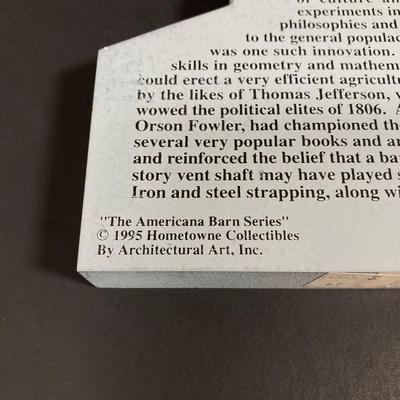 of culture and
experiments in
philosophies and
to the general populac
was one such innovation.
skills in geometry and mathem
could erect a very efficient agricultu
by the likes of Thomas Jefferson, v
wowed the political elites of 1806. A
Orson Fowler, had championed the
several very popular books and ar
and reinforced the belief that a ba
story vent shaft may have played s
Iron and steel strapping, along wi
"The Americana Barn Series"
© 1995 Hometowne Collectibles
By Architectural Art, Inc.